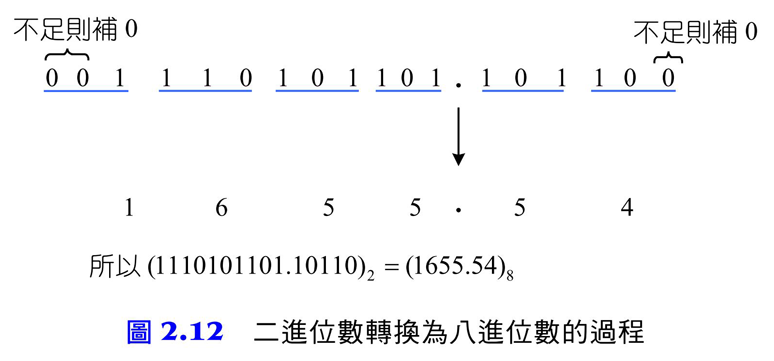 不足則補 0 不足則補 0
0 0 1 1 1 0 1 0 1 1 0 1 . 1 0 1 1 0 0
1 6 5 5 . 5 4
所以 (1110101101.10110)₂ = (1655.54)₈
圖 2.12 二進位數轉換為八進位數的過程